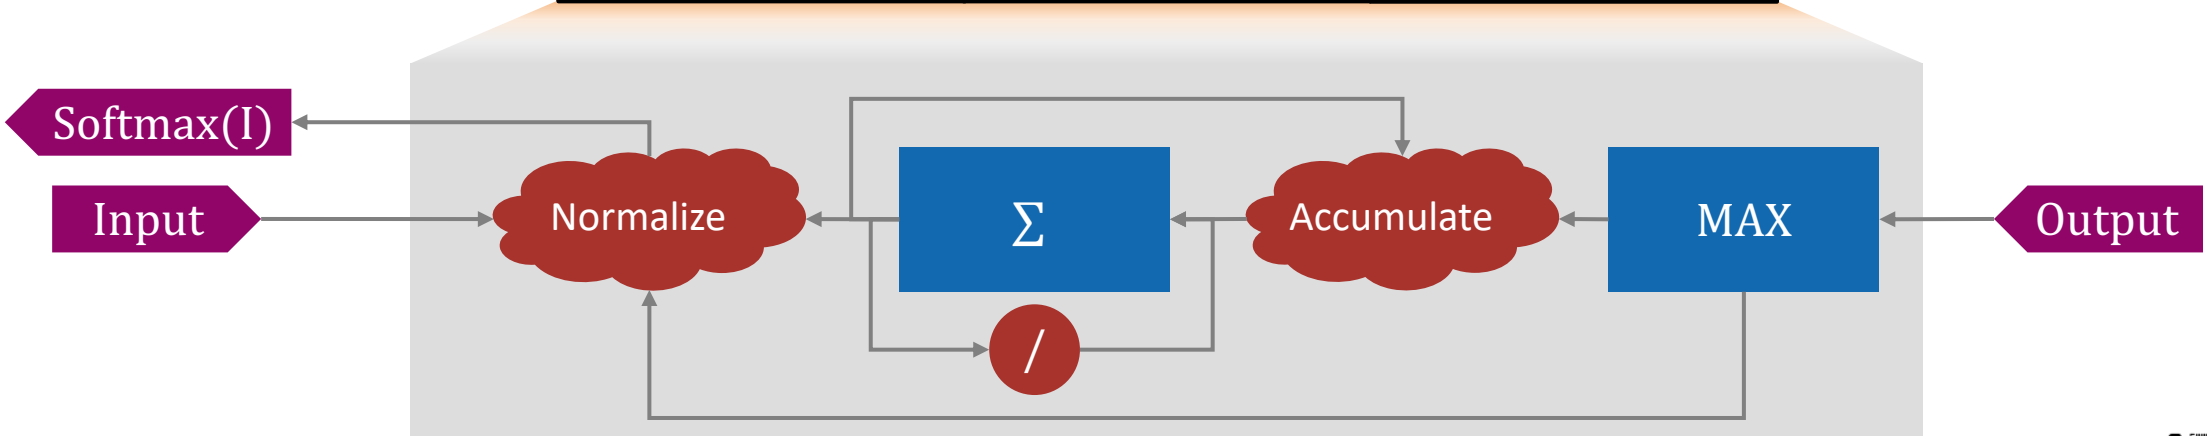 Softmax(I)
Input
Normalize
Σ
/
Accumulate
MAX
Output